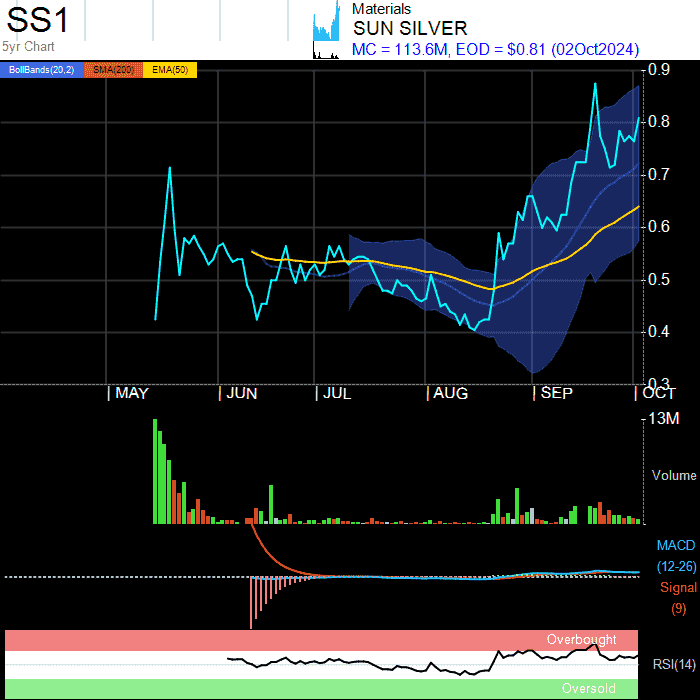 SS1
5yr Chart
Materials
SUN SILVER
MC = 113.6M, EOD = $0.81 (02Oct2024)
BollBands(20,2) SMA(200) EMA(50)
0.9
0.8
0.7
0.6
0.5
0.4
0.3
MAY JUN JUL AUG SEP OCT
13M
Volume
MACD
(12-26)
Signal
(9)
Overbought
RSI(14)
Oversold